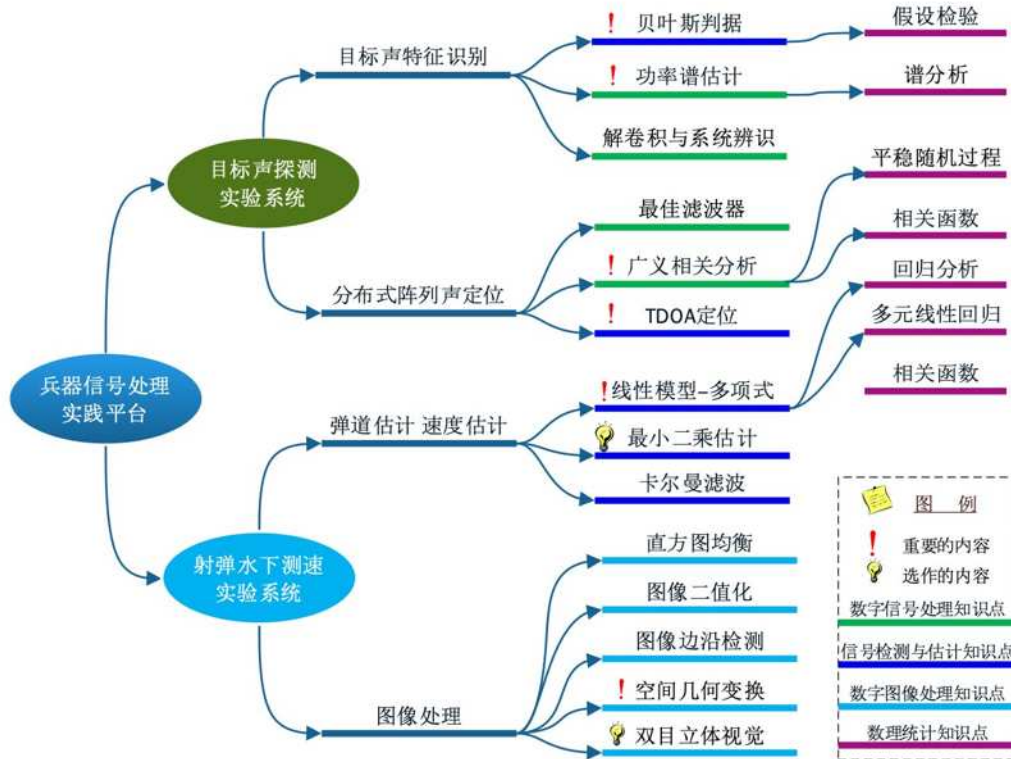 兵器信号处理
实践平台
目标声探测
实验系统
目标声特征识别
! 贝叶斯判据
假设检验
! 功率谱估计
谱分析
解卷积与系统辨识
分布式阵列声定位
最佳滤波器
! 广义相关分析
平稳随机过程
相关函数
! TDOA定位
射弹水下测速
实验系统
弹道估计 速度估计
!线性模型-多项式
回归分析
多元线性回归
相关函数
最小二乘估计
卡尔曼滤波
图像处理
直方图均衡
图像二值化
图像边沿检测
! 空间几何变换
双目立体视觉
图 例
! 重要的内容
选作的内容
数字信号处理知识点
信号检测与估计知识点
数字图像处理知识点
数理统计知识点